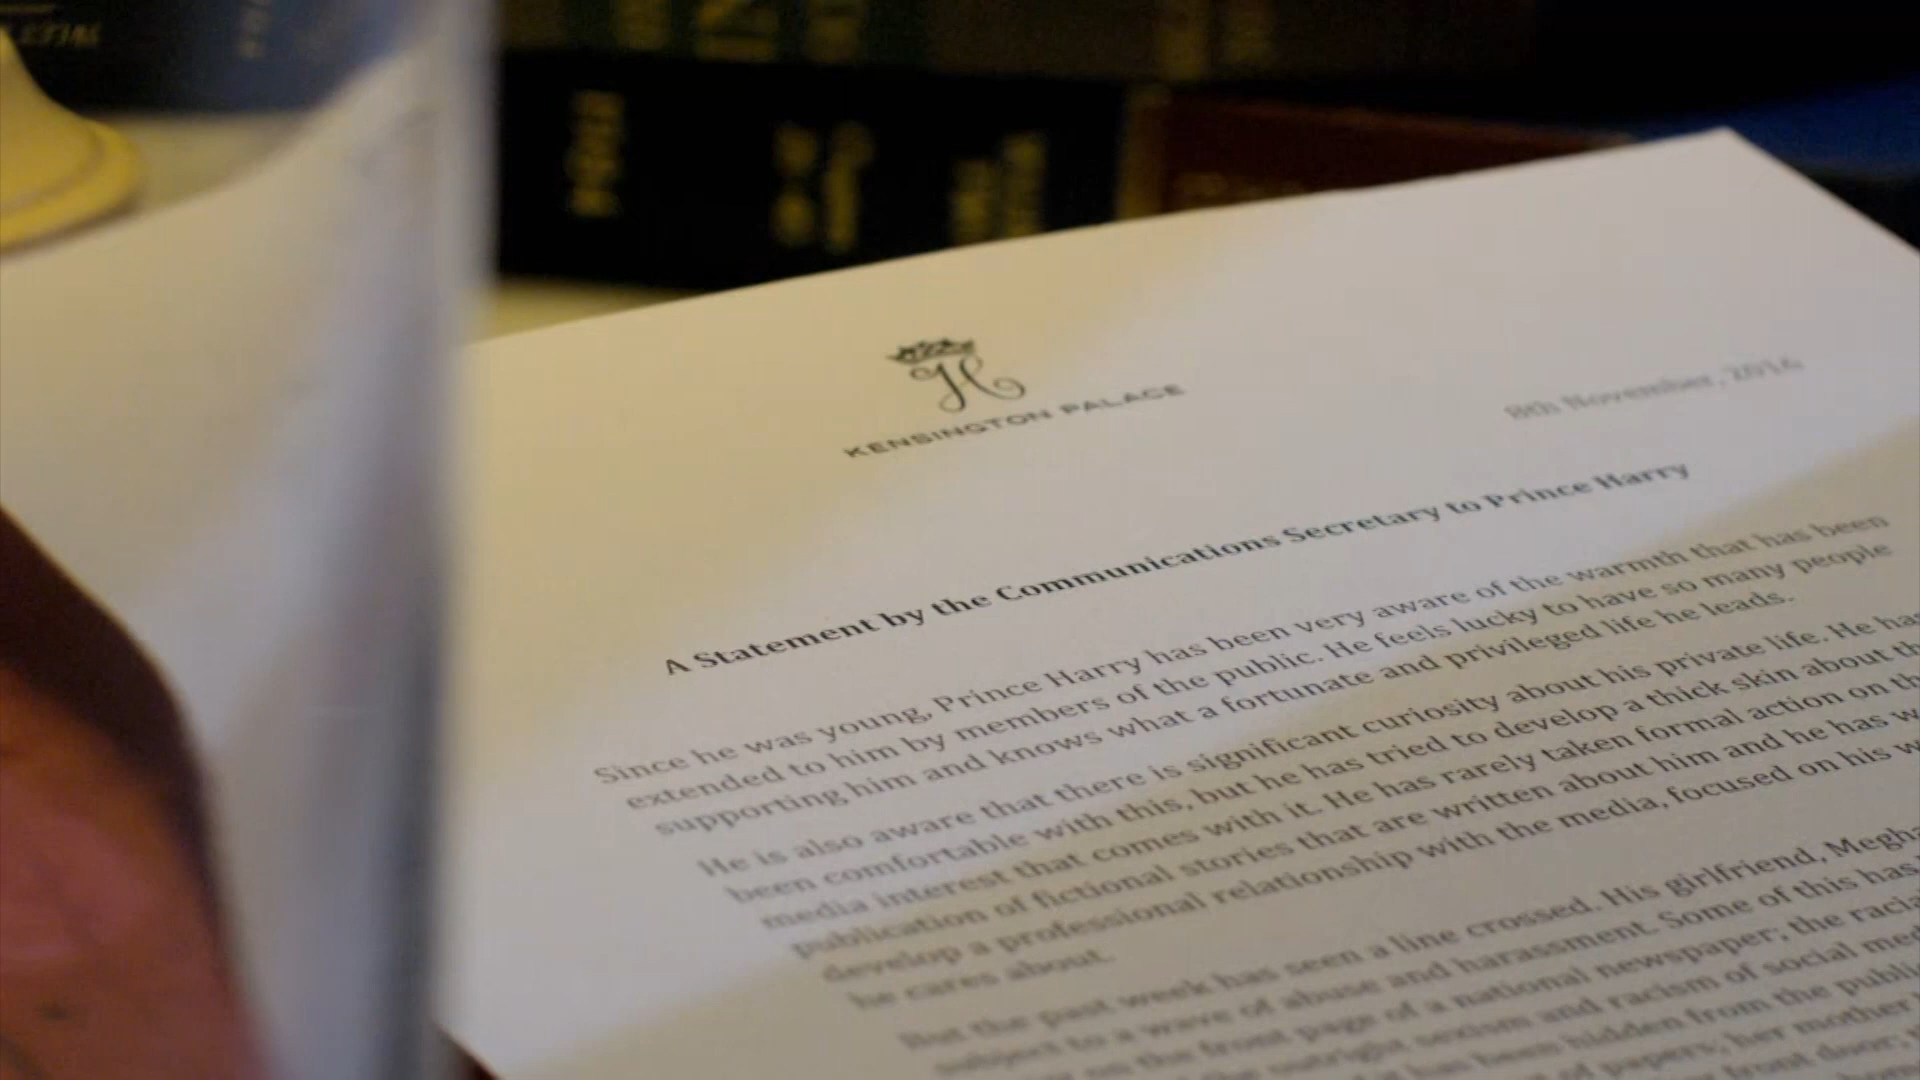 KENSINGTON PALACE
8th November, 2016
A Statement by the Communications Secretary to Prince Harry
Since he was young, Prince Harry has been very aware of the warmth that has been
extended to him by members of the public. He feels lucky to have so many people
supporting him and knows what a fortunate and privileged life he leads.
He is also aware that there is significant curiosity about his private life. He has
been comfortable with this, but he has tried to develop a thick skin about the
media interest that comes with it. He has rarely taken formal action on the
publication of fictional stories that are written about him and he has w
develop a professional relationship with the media, focused on his w
he cares about.
But the past week has seen a line crossed. His girlfriend, Megha
subject to a wave of abuse and harassment. Some of this has
on the front page of a national newspaper; the racia
the outright sexism and racism of social med
it has been hidden from the public
of papers; her mother
front door;